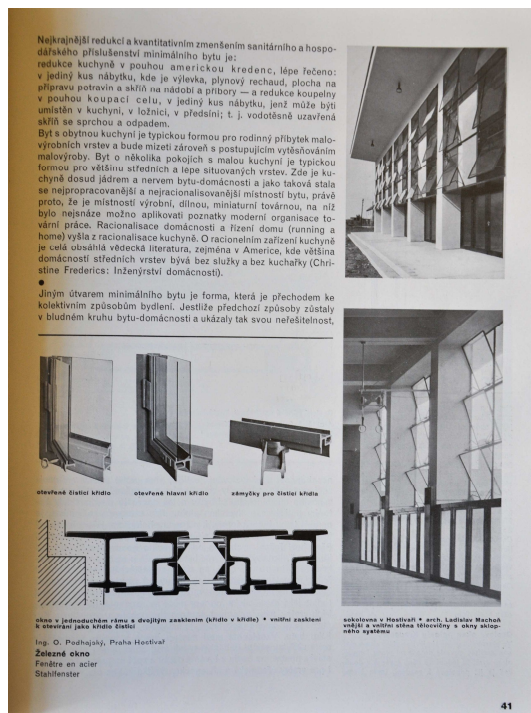 Nejkrajnější redukcí a kvantitativním zmenšením sanitárního a hospo-
dářského příslušenství minimálního bytu je:
redukce kuchyně v pouhou americkou kredenc, lépe řečeno:
v jediný kus nábytku, kde je výlevka, plynový rechaud, plocha na
přípravu potravin a skříň na nádobí a příbory — a redukce koupelny
v pouhou koupací celu, v jediný kus nábytku, jenž může býti
umístěn v kuchyni, v ložnici, v předsíni; t. j. vodotěsně uzavřená
skříň se sprchou a odpadem.
Byt s obytnou kuchyní je typickou formou pro rodinný příbytek malo-
výrobních vrstev a bude mizeti zároveň s postupujícím vytěsňováním
malovýroby. Byt o několika pokojích s malou kuchyní je typickou
formou pro většinu středních a lépe situovaných vrstev. Zde je ku-
chyně dosud jádrem a nervem bytu-domácnosti a jako taková stala
se nejpropracovanější a nejracionalisovanější místností bytu, právě
proto, že je místností výrobní, dílnou, miniaturní továrnou, na níž
bylo nejsnáze možno aplikovati poznatky moderní organisace to-
vární práce. Racionalisace domácnosti a řízení domu (running a
home) vyšla z racionalisace kuchyně. O racionelním zařízení kuchyně
je celá obsáhlá vědecká literatura, zejména v Americe, kde většina
domácností středních vrstev bývá bez služky a bez kuchařky (Chri-
stine Frederics: Inženýrství domácnosti).
●
Jiným útvarem minimálního bytu je forma, která je přechodem ke
kolektivním způsobům bydlení. Jestliže předchozí způsoby zůstaly
v bludném kruhu bytu-domácnosti a ukázaly tak svou neřešitelnost,
otevřené čisticí křídlo
otevřené hlavní křídlo
zámyčky pro čisticí křídla
okno v jednoduchém rámu s dvojitým zasklením (křídlo v křídle) • vnitřní zasklení
k otevírání jako křídlo čisticí
Ing. O. Podhajský, Praha Hostivař
Železné okno
Fenêtre en acier
Stahlfenster
sokolovna v Hostivaři • arch. Ladislav Machoň
vnější a vnitřní stěna tělocvičny s okny sklop-
ného systému
41